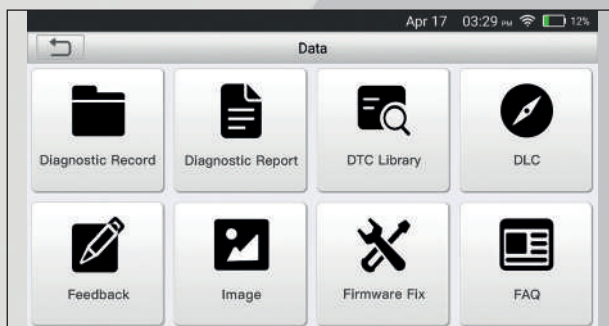 Apr 17 03:29 PM 12%
Data
Diagnostic Record
Diagnostic Report
DTC Library
DLC
Feedback
Image
Firmware Fix
FAQ